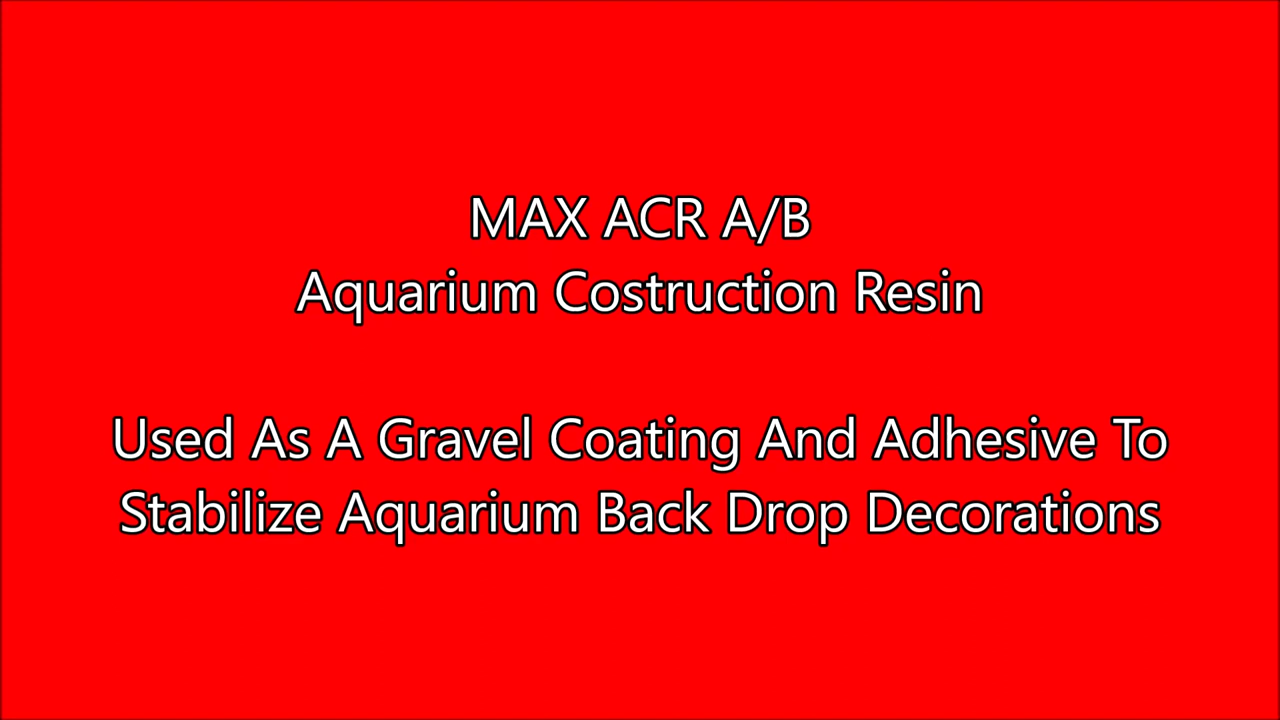 MAX ACR A/B
Aquarium Costruction Resin
Used As A Gravel Coating And Adhesive To
Stabilize Aquarium Back Drop Decorations